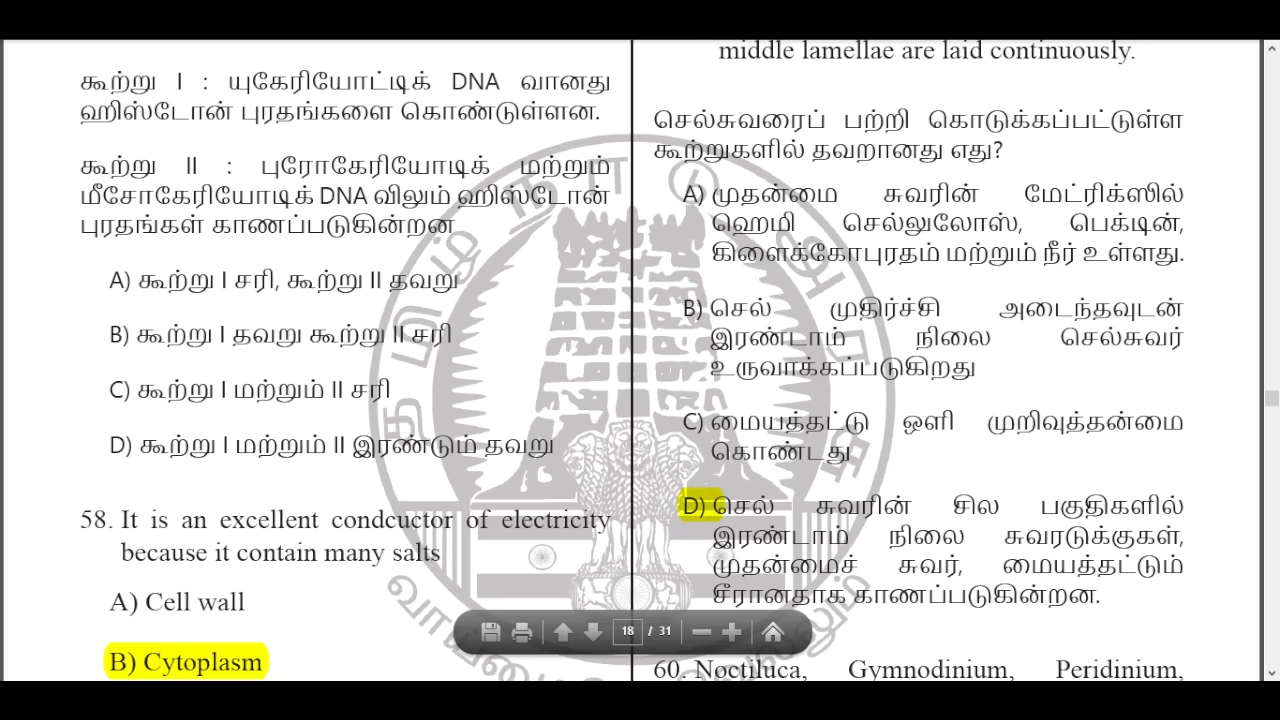 கூற்று I : யுகேரியோட்டிக் DNA வானது
ஹிஸ்டோன் புரதங்களை கொண்டுள்ளன.
கூற்று II : புரோகேரியோடிக் மற்றும்
மீசோகேரியோடிக் DNA விலும் ஹிஸ்டோன்
புரதங்கள் காணப்படுகின்றன
A) கூற்று I சரி, கூற்று II தவறு
B) கூற்று I தவறு கூற்று II சரி
C) கூற்று I மற்றும் II சரி
D) கூற்று I மற்றும் II இரண்டும் தவறு
58. It is an excellent condcuctor of electricity
because it contain many salts
A) Cell wall
B) Cytoplasm
middle lamellae are laid continuously.
செல்சுவரைப் பற்றி கொடுக்கப்பட்டுள்ள
கூற்றுகளில் தவறானது எது?
A) முதன்மை சுவரின் மேட்ரிக்ஸில்
ஹெமி செல்லுலோஸ், பெக்டின்,
கிளைக்கோபுரதம் மற்றும் நீர் உள்ளது.
B) செல் முதிர்ச்சி அடைந்தவுடன்
இரண்டாம் நிலை செல்சுவர்
உருவாக்கப்படுகிறது
C) மையத்தட்டு ஒளி முறிவுத்தன்மை
கொண்டது
D) செல் சுவரின் சில பகுதிகளில்
இரண்டாம் நிலை சுவரடுக்குகள்,
முதன்மைச் சுவர், மையத்தட்டும்
சீரானதாக காணப்படுகின்றன.
60. Noctiluca, Gymnodinium, Peridinium,
18 / 31